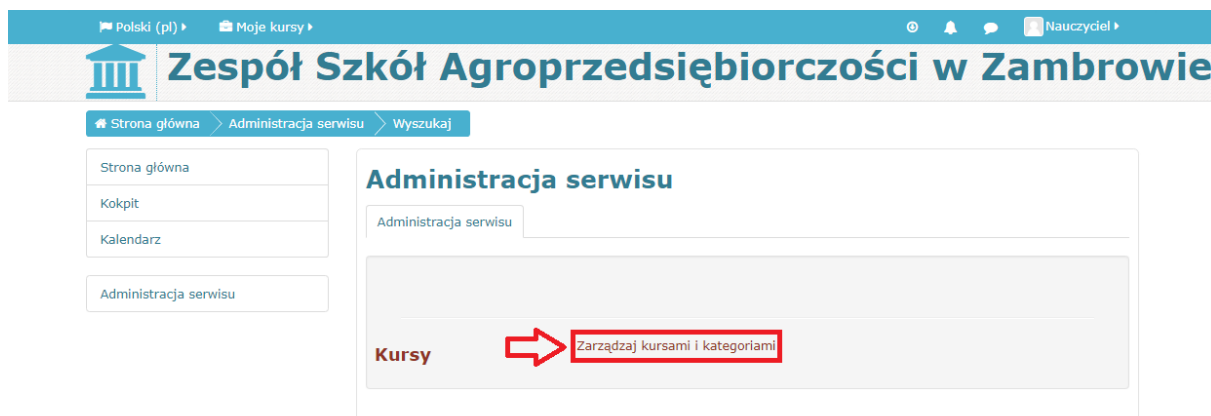 Polski (pl) Moje kursy Nauczyciel
Zespół Szkół Agroprzedsiębiorczości w Zambrowie
Strona główna Administracja serwisu Wyszukaj
Strona główna
Kokpit
Kalendarz
Administracja serwisu
Administracja serwisu
Administracja serwisu
Kursy Zarządzaj kursami i kategoriami